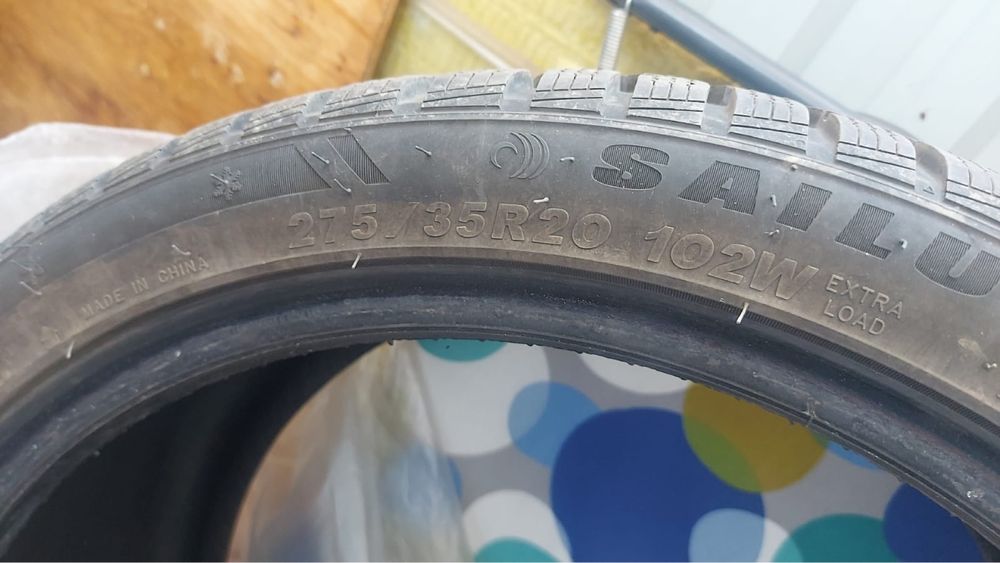 SAILU
275/35R20 102W EXTRA LOAD
MADE IN CHINA